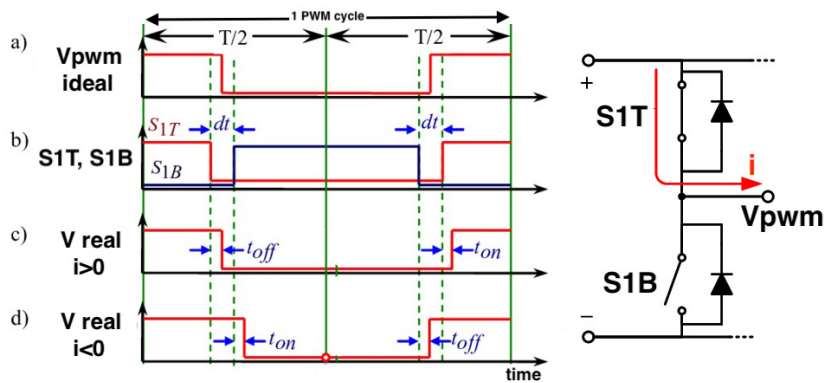 1 PWM cycle
T/2 T/2
a) Vpwm
ideal
b) S1T dt dt
S1T, S1B
S1B
c) V real
i>0
toff ton
d) V real
i<0
ton toff
time
+
S1T
i
Vpwm
S1B
–